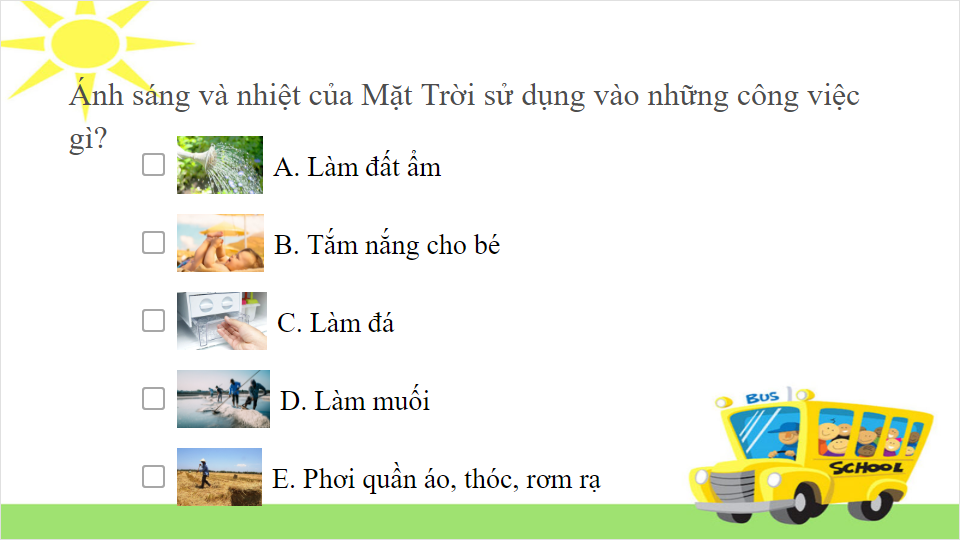 Ánh sáng và nhiệt của Mặt Trời sử dụng vào những công việc
gì?
A. Làm đất ẩm
B. Tắm nắng cho bé
C. Làm đá
D. Làm muối
E. Phơi quần áo, thóc, rơm rạ
BUS
SCHOOL